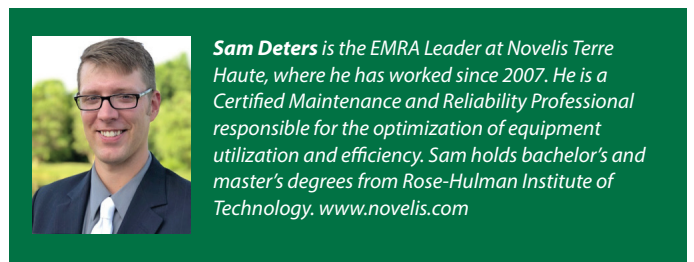 Sam Deters is the EMRA Leader at Novelis Terre
Haute, where he has worked since 2007. He is a
Certified Maintenance and Reliability Professional
responsible for the optimization of equipment
utilization and efficiency. Sam holds bachelor’s and
master’s degrees from Rose-Hulman Institute of
Technology. www.novelis.com